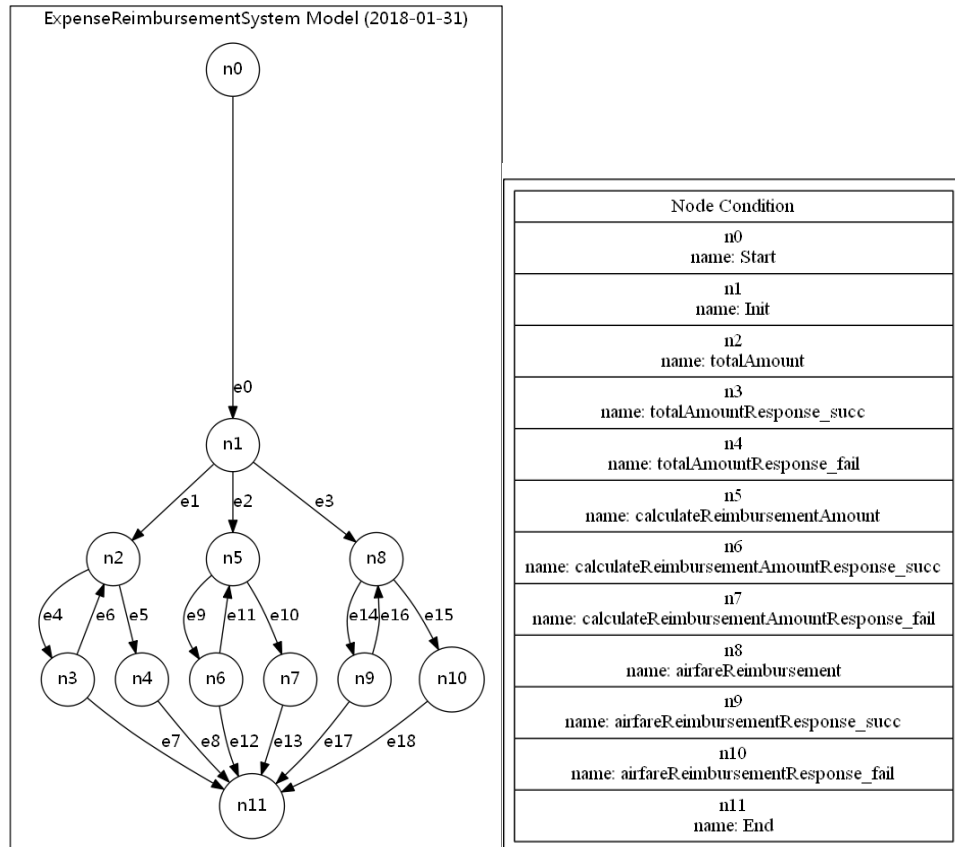 ExpenseReimbursementSystem Model (2018-01-31)
n0
e0
n1
e1
e2
e3
n2
n5
n8
e4
e6
e5
e9
e11
e10
e14
e16
e15
n3
n4
n6
n7
n9
n10
e7
e8
e12
e13
e17
e18
n11
Node Condition
n0
name: Start
n1
name: Init
n2
name: totalAmount
n3
name: totalAmountResponse_succ
n4
name: totalAmountResponse_fail
n5
name: calculateReimbursementAmount
n6
name: calculateReimbursementAmountResponse_succ
n7
name: calculateReimbursementAmountResponse_fail
n8
name: airfareReimbursement
n9
name: airfareReimbursementResponse_succ
n10
name: airfareReimbursementResponse_fail
n11
name: End